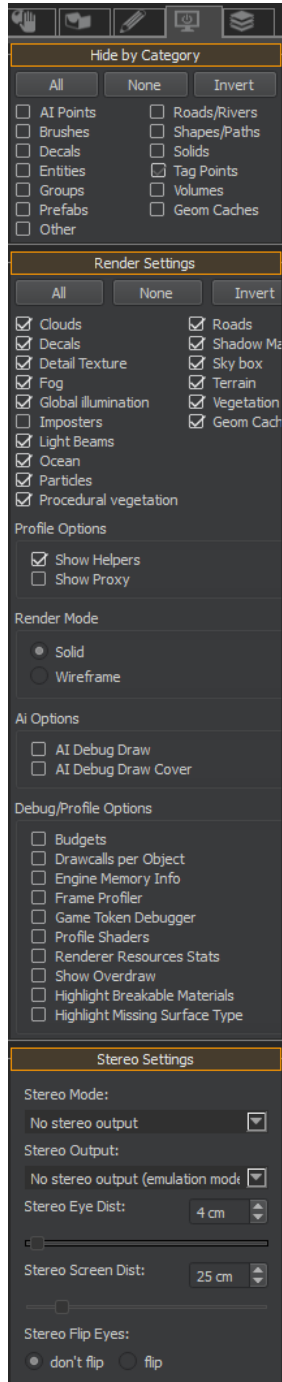 Hide by Category
All None Invert
AI Points Roads/Rivers
Brushes Shapes/Paths
Decals Solids
Entities Tag Points
Groups Volumes
Prefabs Geom Caches
Other
Render Settings
All None Invert
Clouds Roads
Decals Shadow Ma
Detail Texture Sky box
Fog Terrain
Global illumination Vegetation
Imposters Geom Cach
Light Beams
Ocean
Particles
Procedural vegetation
Profile Options
Show Helpers
Show Proxy
Render Mode
Solid
Wireframe
Ai Options
AI Debug Draw
AI Debug Draw Cover
Debug/Profile Options
Budgets
Drawcalls per Object
Engine Memory Info
Frame Profiler
Game Token Debugger
Profile Shaders
Renderer Resources Stats
Show Overdraw
Highlight Breakable Materials
Highlight Missing Surface Type
Stereo Settings
Stereo Mode:
No stereo output
Stereo Output:
No stereo output (emulation mode
Stereo Eye Dist: 4 cm
Stereo Screen Dist: 25 cm
Stereo Flip Eyes:
don't flip flip